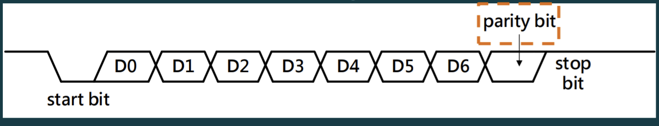 parity bit
D0 D1 D2 D3 D4 D5 D6
stop
bit
start bit